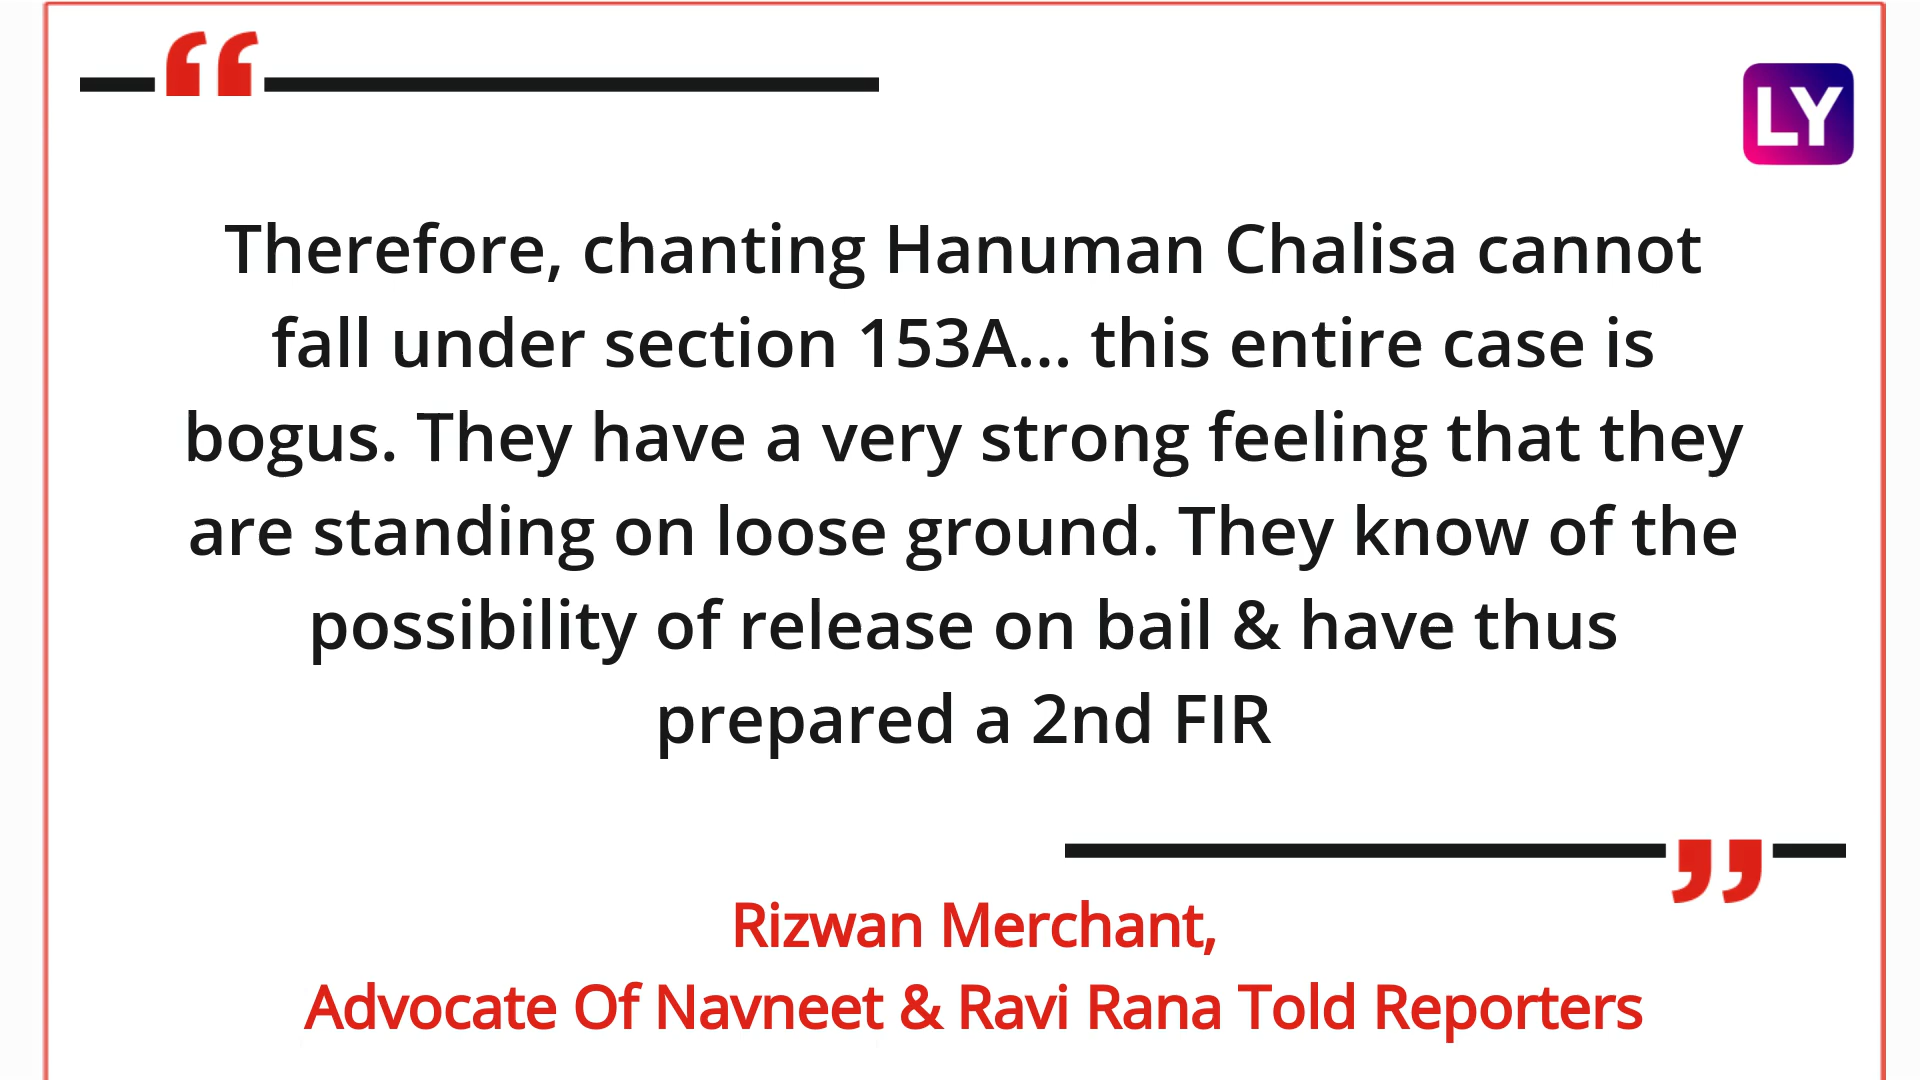 LY
Therefore, chanting Hanuman Chalisa cannot
fall under section 153A... this entire case is
bogus. They have a very strong feeling that they
are standing on loose ground. They know of the
possibility of release on bail & have thus
prepared a 2nd FIR
Rizwan Merchant,
Advocate Of Navneet & Ravi Rana Told Reporters